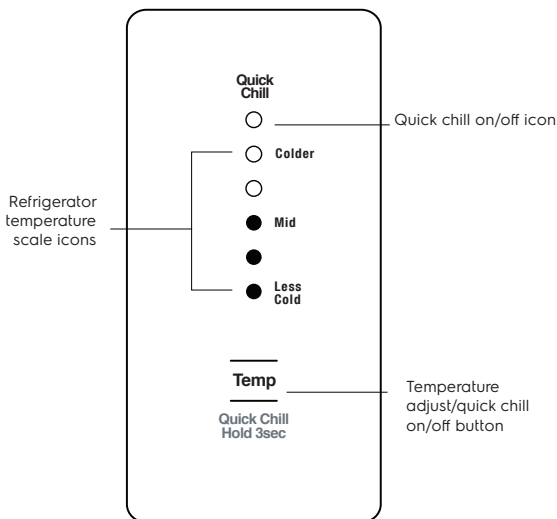 Quick
Chill
Quick chill on/off icon
Colder
Refrigerator
temperature
scale icons
Mid
Less
Cold
Temp
Quick Chill
Hold 3sec
Temperature
adjust/quick chill
on/off button